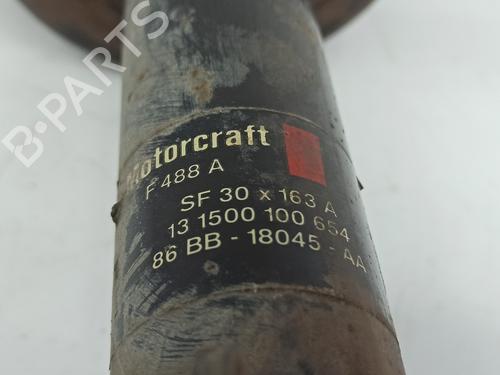 Motorcraft
F 488 A
SF 30 x 163 A
13 1500 100 654
86 BB - 18045 - AA
B-PARTS